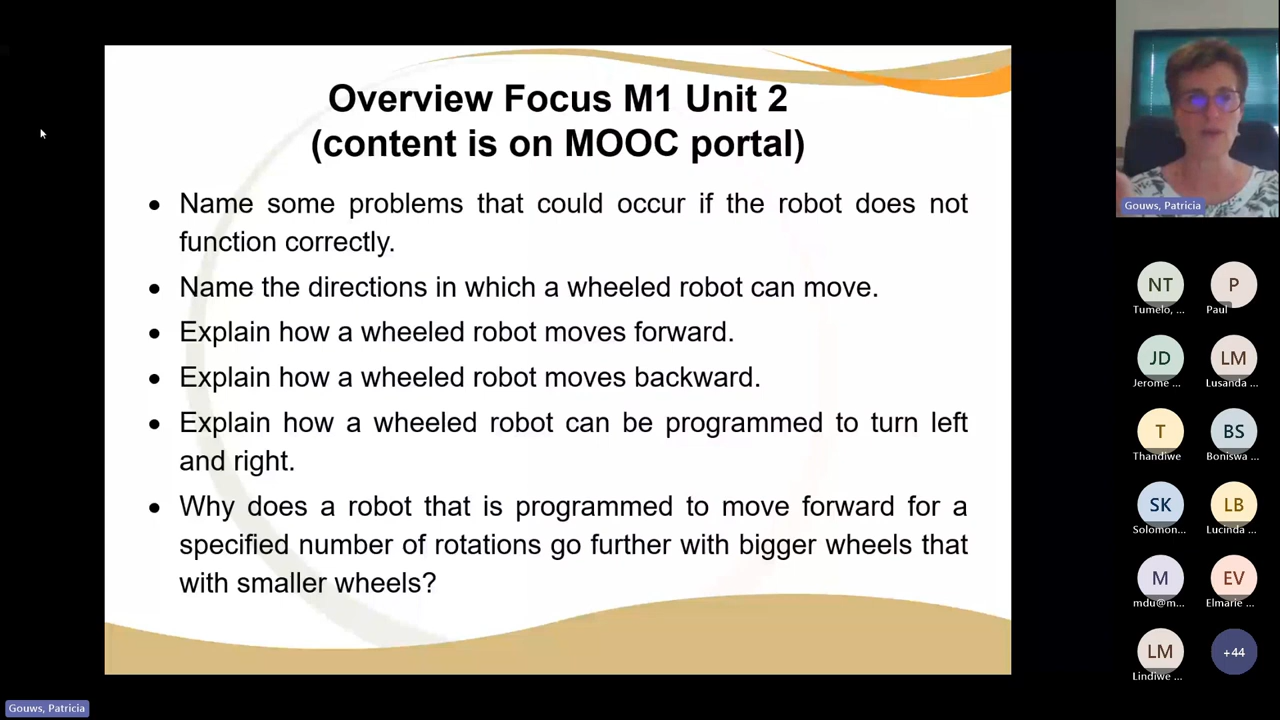 Overview Focus M1 Unit 2
(content is on MOOC portal)
• Name some problems that could occur if the robot does not
function correctly.
• Name the directions in which a wheeled robot can move.
• Explain how a wheeled robot moves forward.
• Explain how a wheeled robot moves backward.
• Explain how a wheeled robot can be programmed to turn left
and right.
• Why does a robot that is programmed to move forward for a
specified number of rotations go further with bigger wheels that
with smaller wheels?
Gouws, Patricia
NT P
Tumelo, ... Paul
JD LM
Jerome ... Lusanda ...
T BS
Thandiwe Boniswa ...
SK LB
Solomon... Lucinda ...
M EV
mdu@m... Elmarie ...
LM +44
Lindiwe ...
Gouws, Patricia